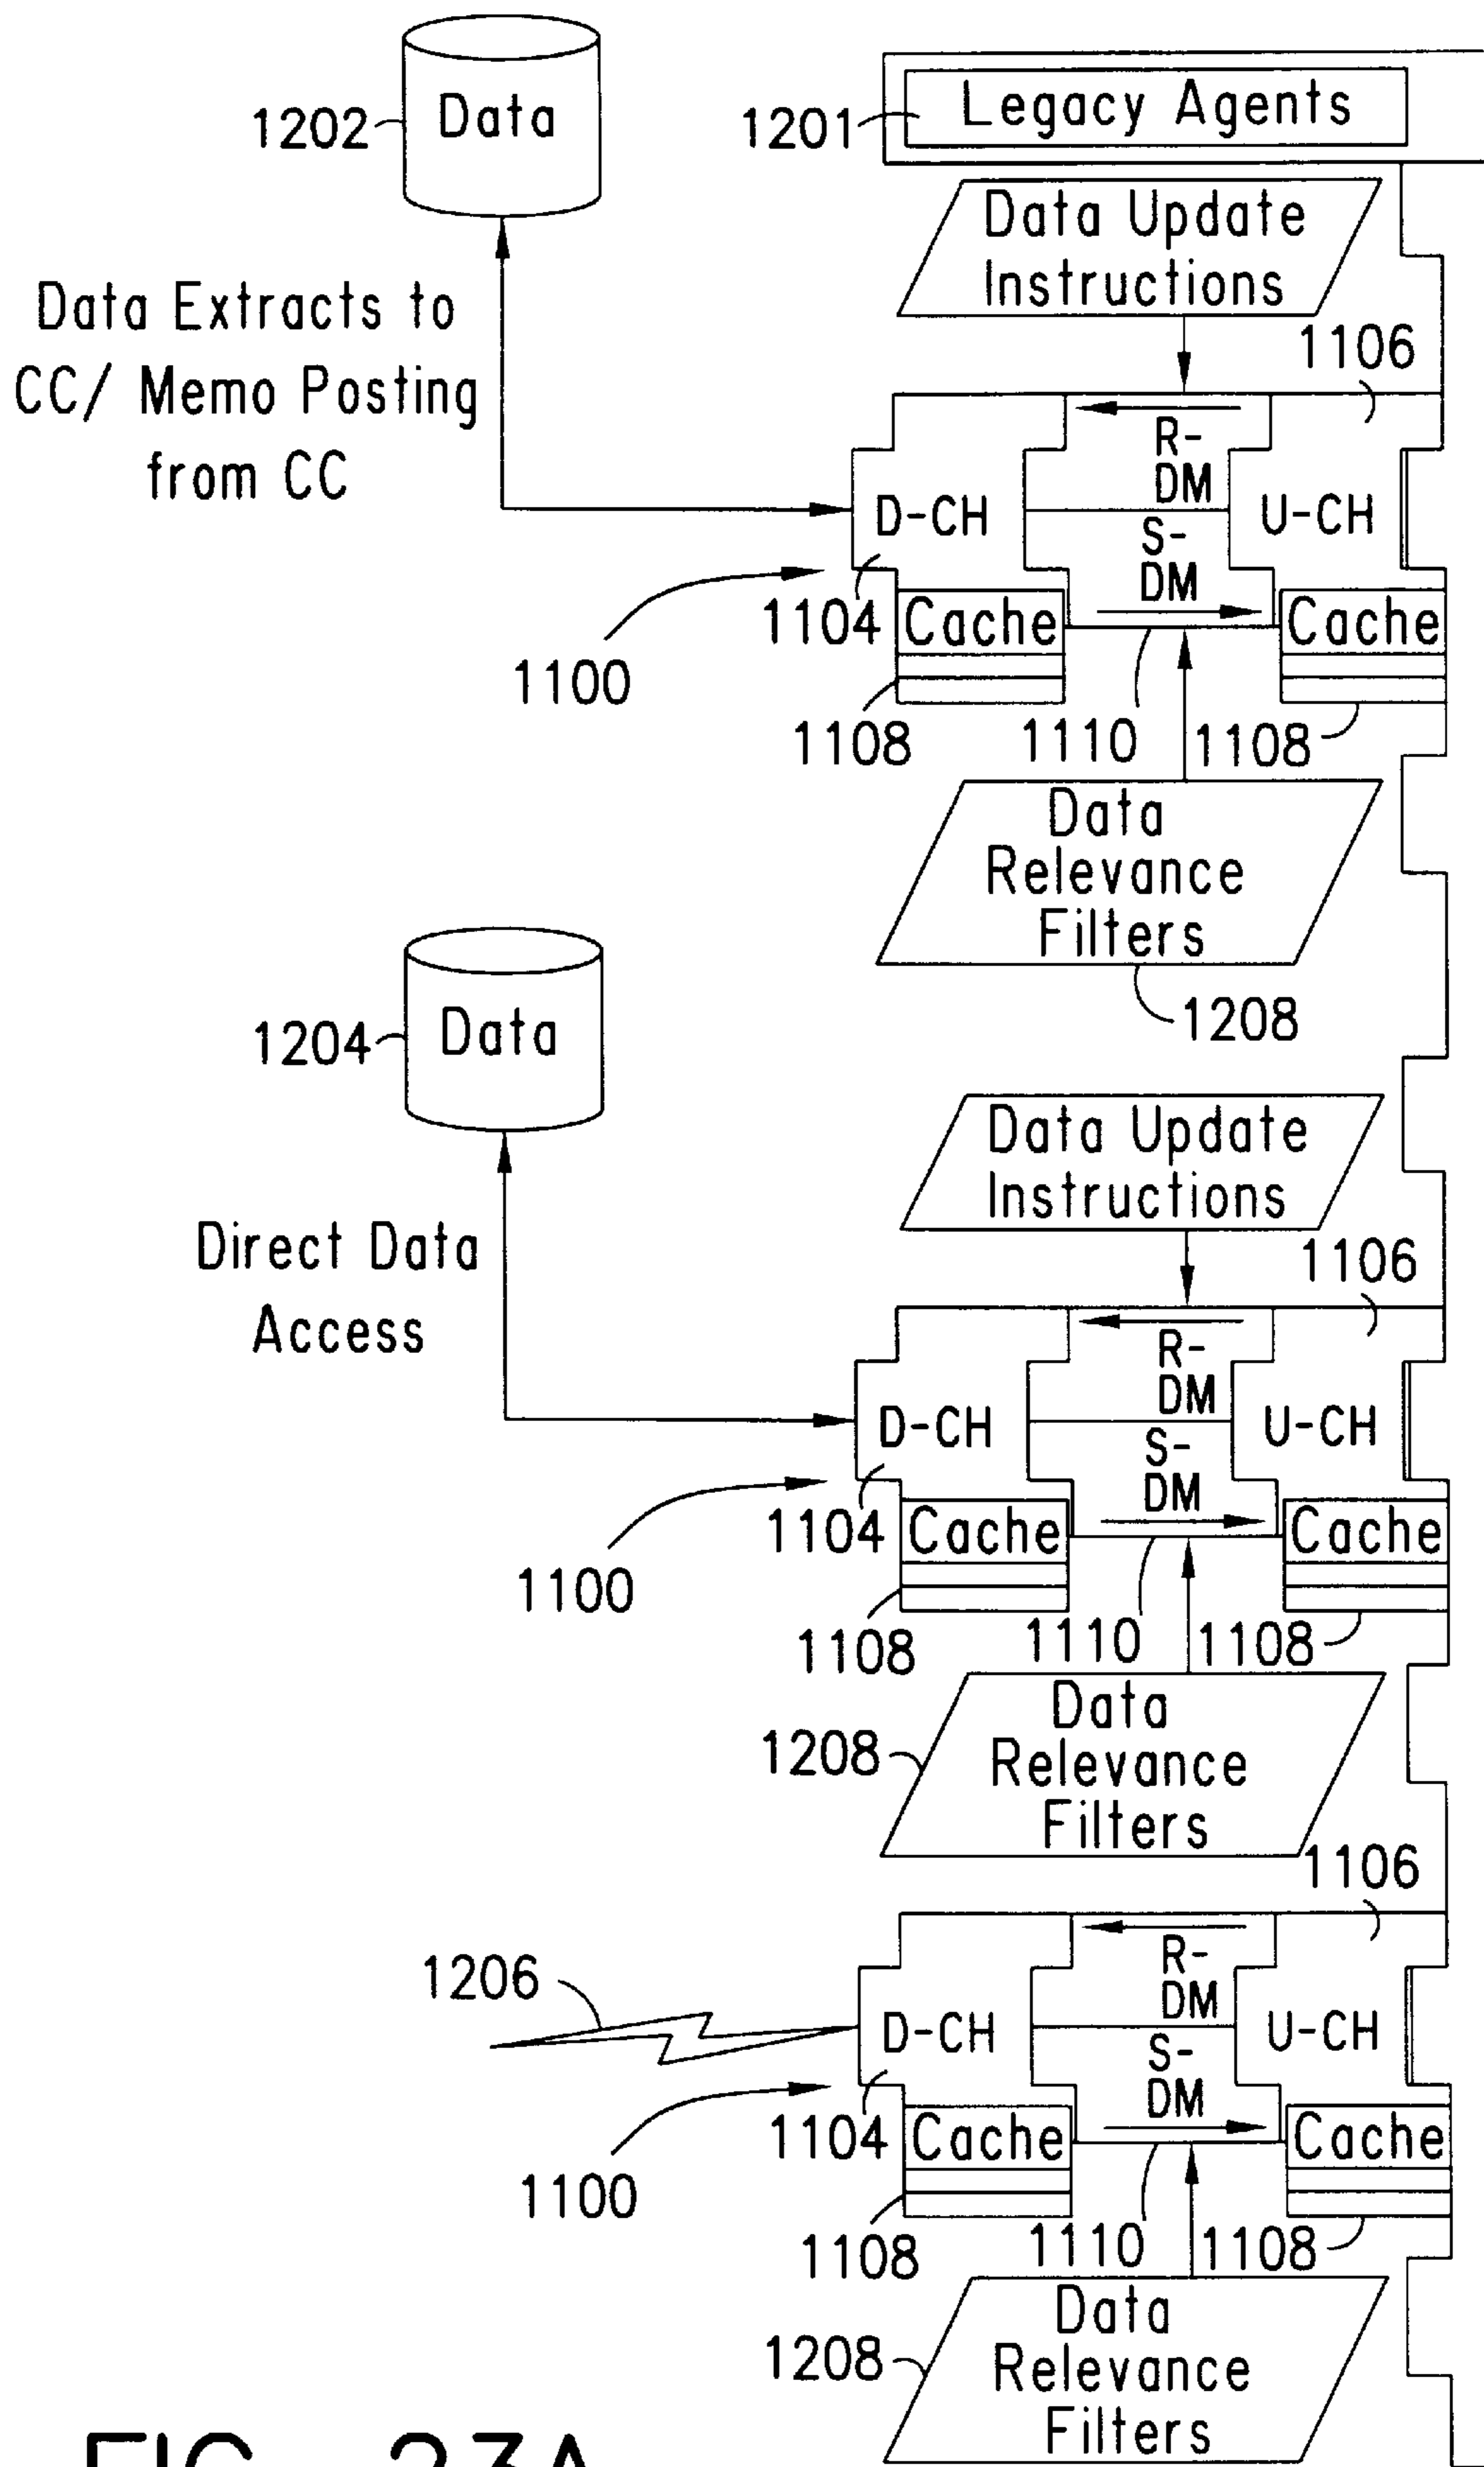 1202
Data
1201
Legacy Agents
Data Update
Instructions
Data Extracts to
CC/ Memo Posting
from CC
1106
R-
DM
D-CH
U-CH
S-
DM
1104
Cache
Cache
1100
1108
1110
1108
Data
Relevance
Filters
1208
1204
Data
Data Update
Instructions
Direct Data
Access
1106
R-
DM
D-CH
U-CH
S-
DM
1104
Cache
Cache
1100
1108
1110
1108
Data
Relevance
Filters
1208
1106
1206
R-
DM
D-CH
U-CH
S-
DM
1104
Cache
Cache
1100
1108
1110
1108
Data
Relevance
Filters
1208
FIG. 23A